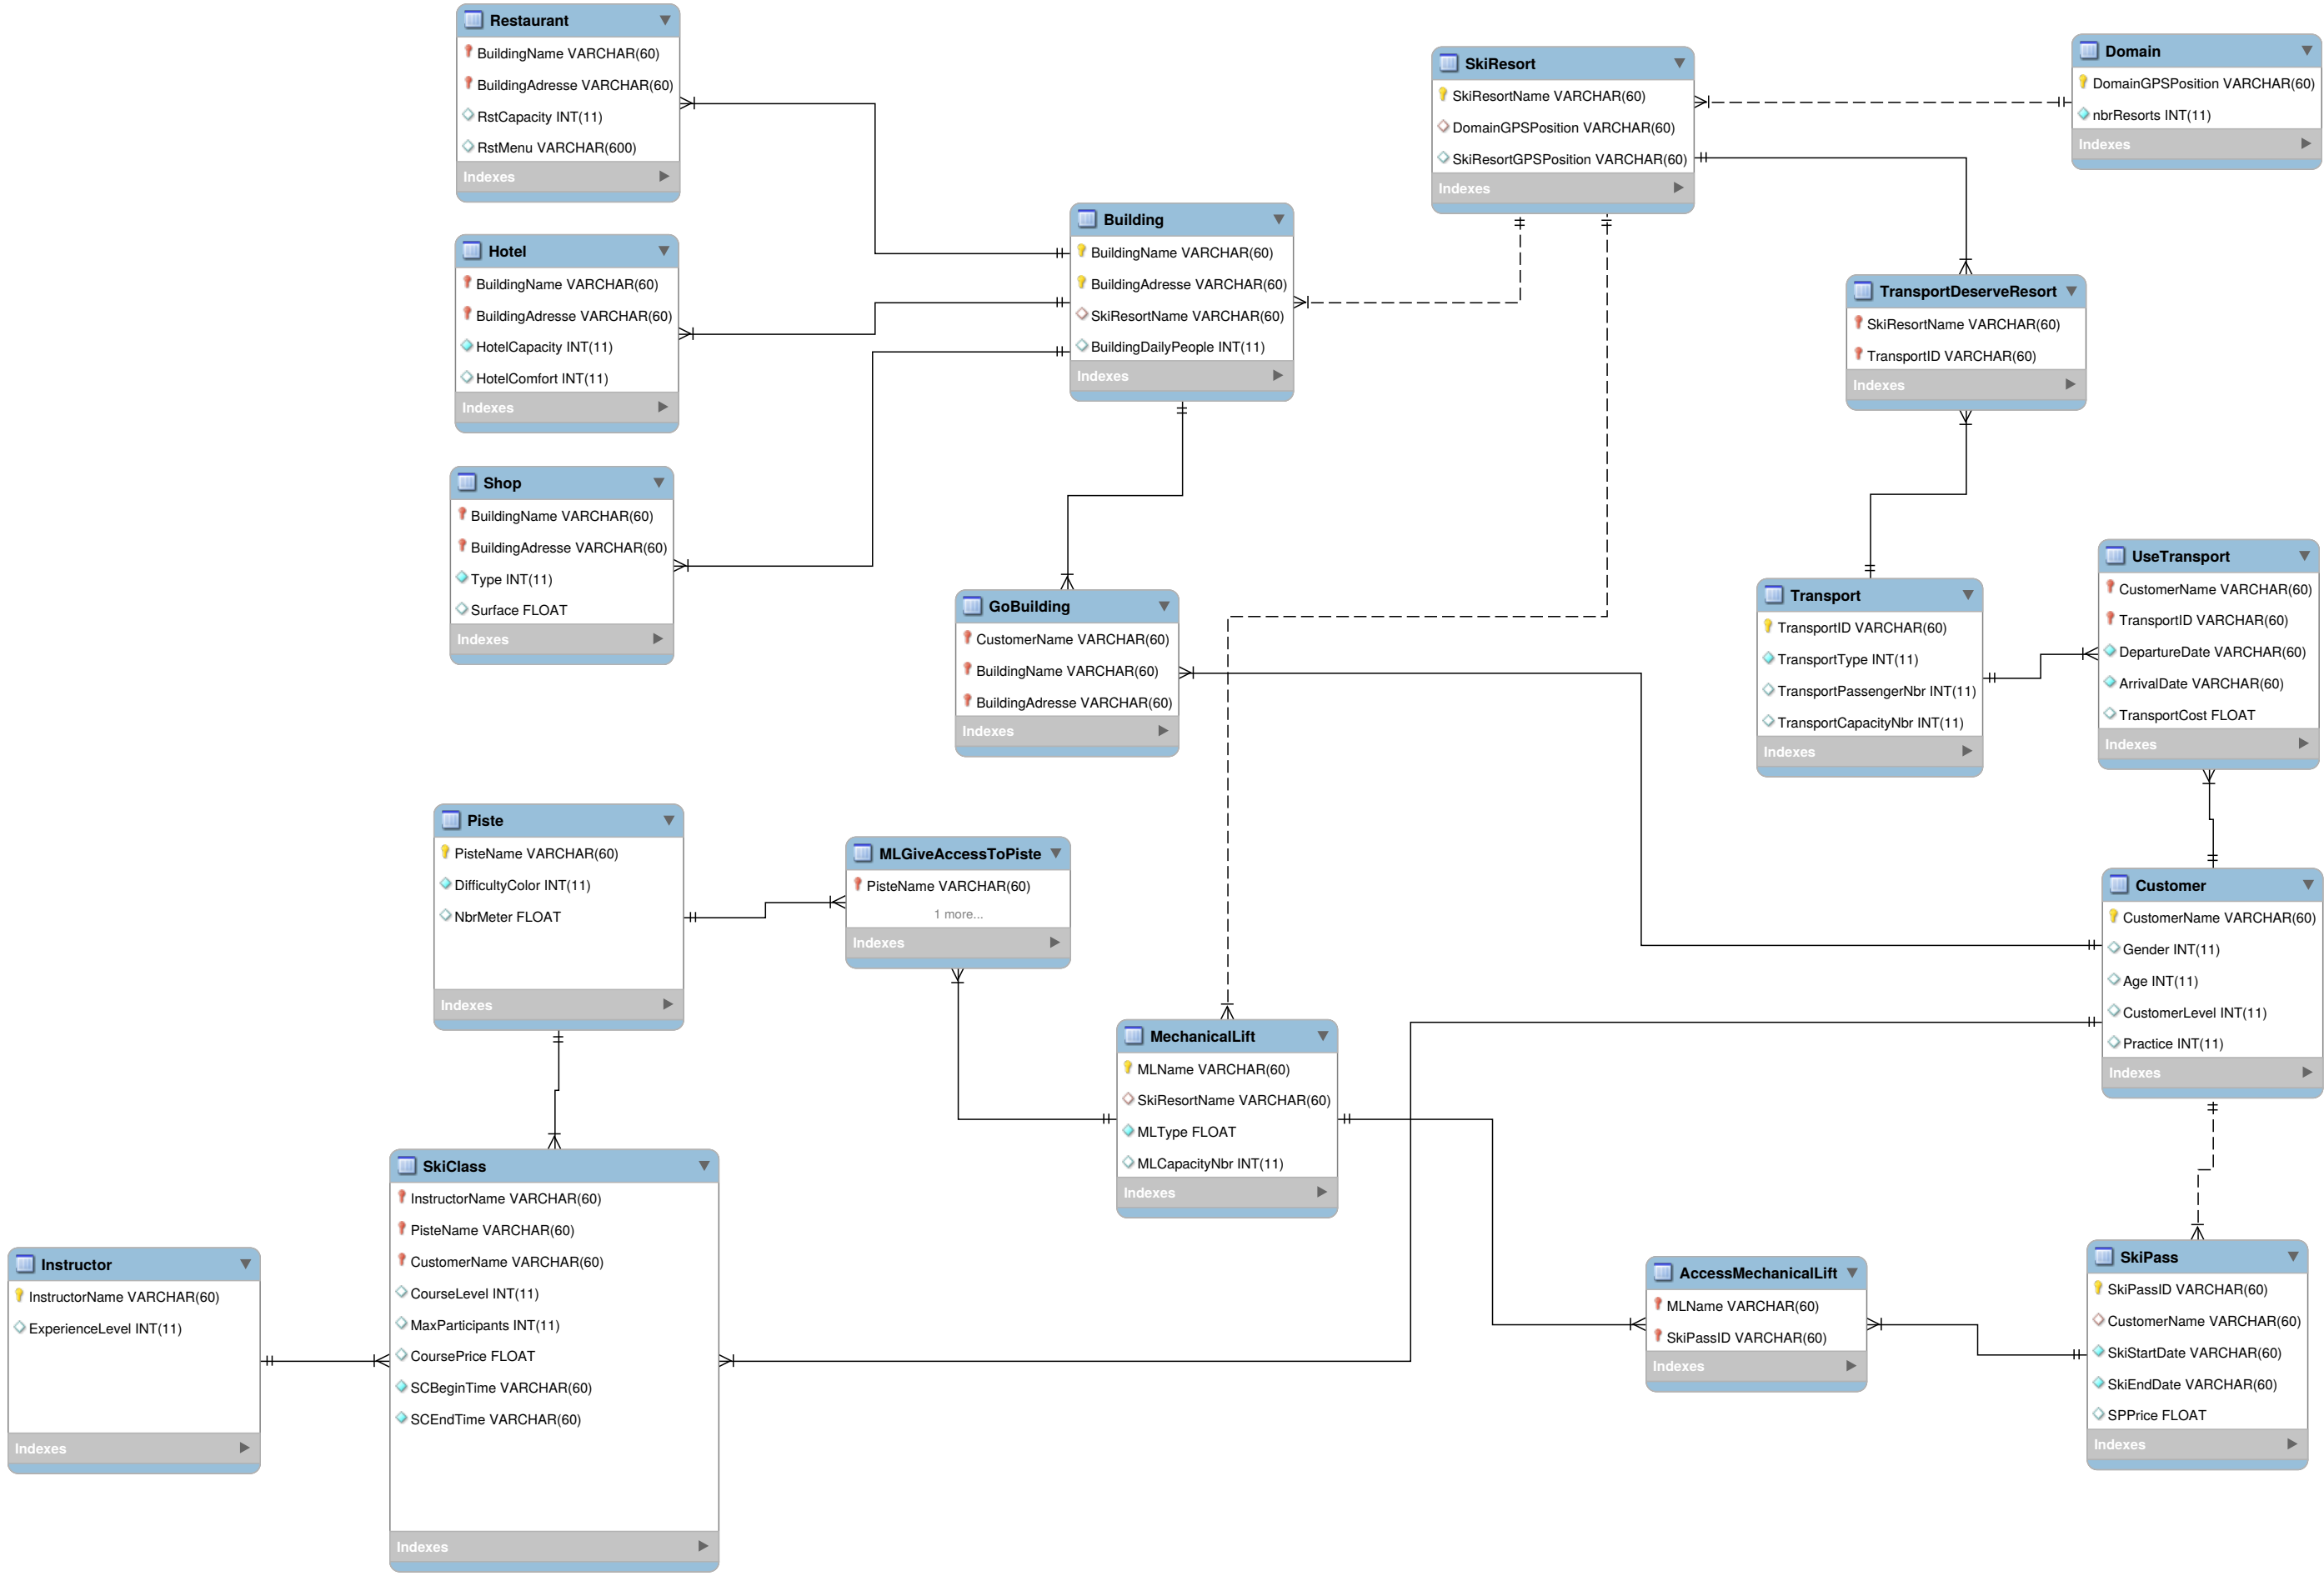 Restaurant
BuildingName VARCHAR(60)
BuildingAdresse VARCHAR(60)
RstCapacity INT(11)
RstMenu VARCHAR(600)
Indexes
Hotel
BuildingName VARCHAR(60)
BuildingAdresse VARCHAR(60)
HotelCapacity INT(11)
HotelComfort INT(11)
Indexes
Shop
BuildingName VARCHAR(60)
BuildingAdresse VARCHAR(60)
Type INT(11)
Surface FLOAT
Indexes
Building
BuildingName VARCHAR(60)
BuildingAdresse VARCHAR(60)
SkiResortName VARCHAR(60)
BuildingDailyPeople INT(11)
Indexes
SkiResort
SkiResortName VARCHAR(60)
DomainGPSPosition VARCHAR(60)
SkiResortGPSPosition VARCHAR(60)
Indexes
Domain
DomainGPSPosition VARCHAR(60)
nbrResorts INT(11)
Indexes
TransportDeserveResort
SkiResortName VARCHAR(60)
TransportID VARCHAR(60)
Indexes
GoBuilding
CustomerName VARCHAR(60)
BuildingName VARCHAR(60)
BuildingAdresse VARCHAR(60)
Indexes
Transport
TransportID VARCHAR(60)
TransportType INT(11)
TransportPassengerNbr INT(11)
TransportCapacityNbr INT(11)
Indexes
UseTransport
CustomerName VARCHAR(60)
TransportID VARCHAR(60)
DepartureDate VARCHAR(60)
ArrivalDate VARCHAR(60)
TransportCost FLOAT
Indexes
Piste
PisteName VARCHAR(60)
DifficultyColor INT(11)
NbrMeter FLOAT
Indexes
MLGiveAccessToPiste
PisteName VARCHAR(60)
1 more...
Indexes
Customer
CustomerName VARCHAR(60)
Gender INT(11)
Age INT(11)
CustomerLevel INT(11)
Practice INT(11)
Indexes
MechanicalLift
MLName VARCHAR(60)
SkiResortName VARCHAR(60)
MLType FLOAT
MLCapacityNbr INT(11)
Indexes
SkiClass
InstructorName VARCHAR(60)
PisteName VARCHAR(60)
CustomerName VARCHAR(60)
CourseLevel INT(11)
MaxParticipants INT(11)
CoursePrice FLOAT
SCBeginTime VARCHAR(60)
SCEndTime VARCHAR(60)
Indexes
Instructor
InstructorName VARCHAR(60)
ExperienceLevel INT(11)
Indexes
AccessMechanicalLift
MLName VARCHAR(60)
SkiPassID VARCHAR(60)
Indexes
SkiPass
SkiPassID VARCHAR(60)
CustomerName VARCHAR(60)
SkiStartDate VARCHAR(60)
SkiEndDate VARCHAR(60)
SPPrice FLOAT
Indexes